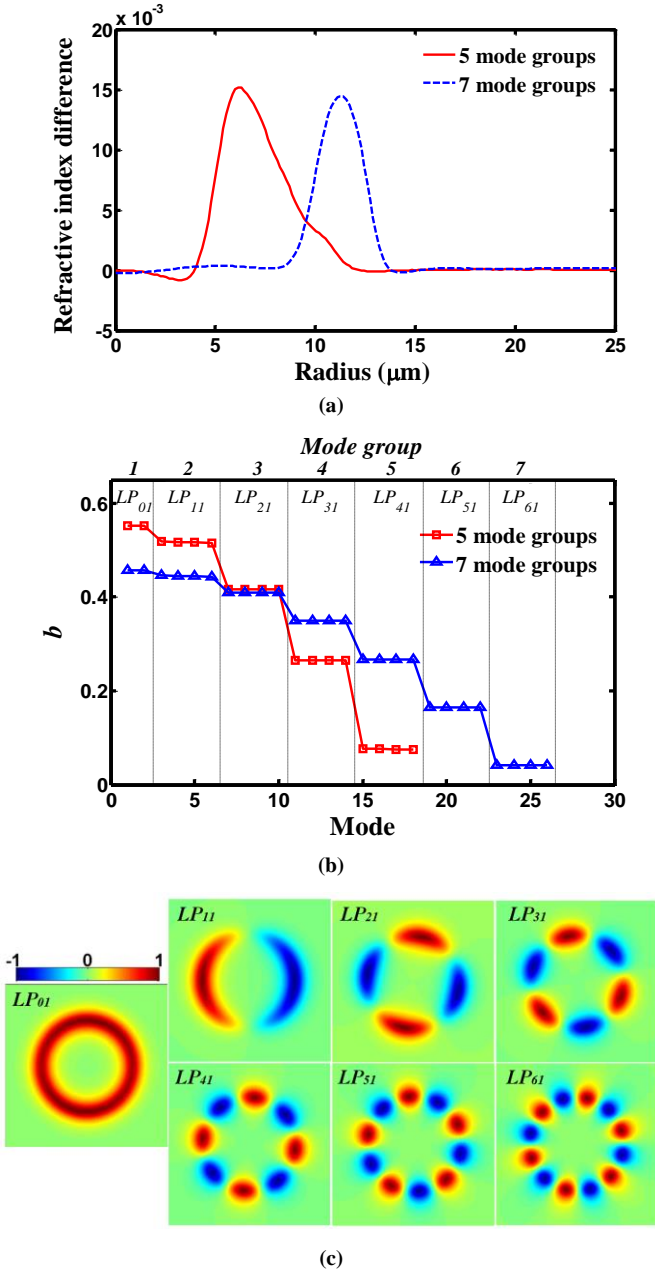 x 10⁻³
20
15
10
5
0
-5
Refractive index difference
5 mode groups
7 mode groups
0 5 10 15 20 25
Radius (μm)
(a)
Mode group
1 2 3 4 5 6 7
LP₀₁ LP₁₁ LP₂₁ LP₃₁ LP₄₁ LP₅₁ LP₆₁
0.6
0.4
0.2
0
b
5 mode groups
7 mode groups
0 5 10 15 20 25 30
Mode
(b)
-1 0 1
LP₀₁
LP₁₁ LP₂₁ LP₃₁
LP₄₁ LP₅₁ LP₆₁
(c)